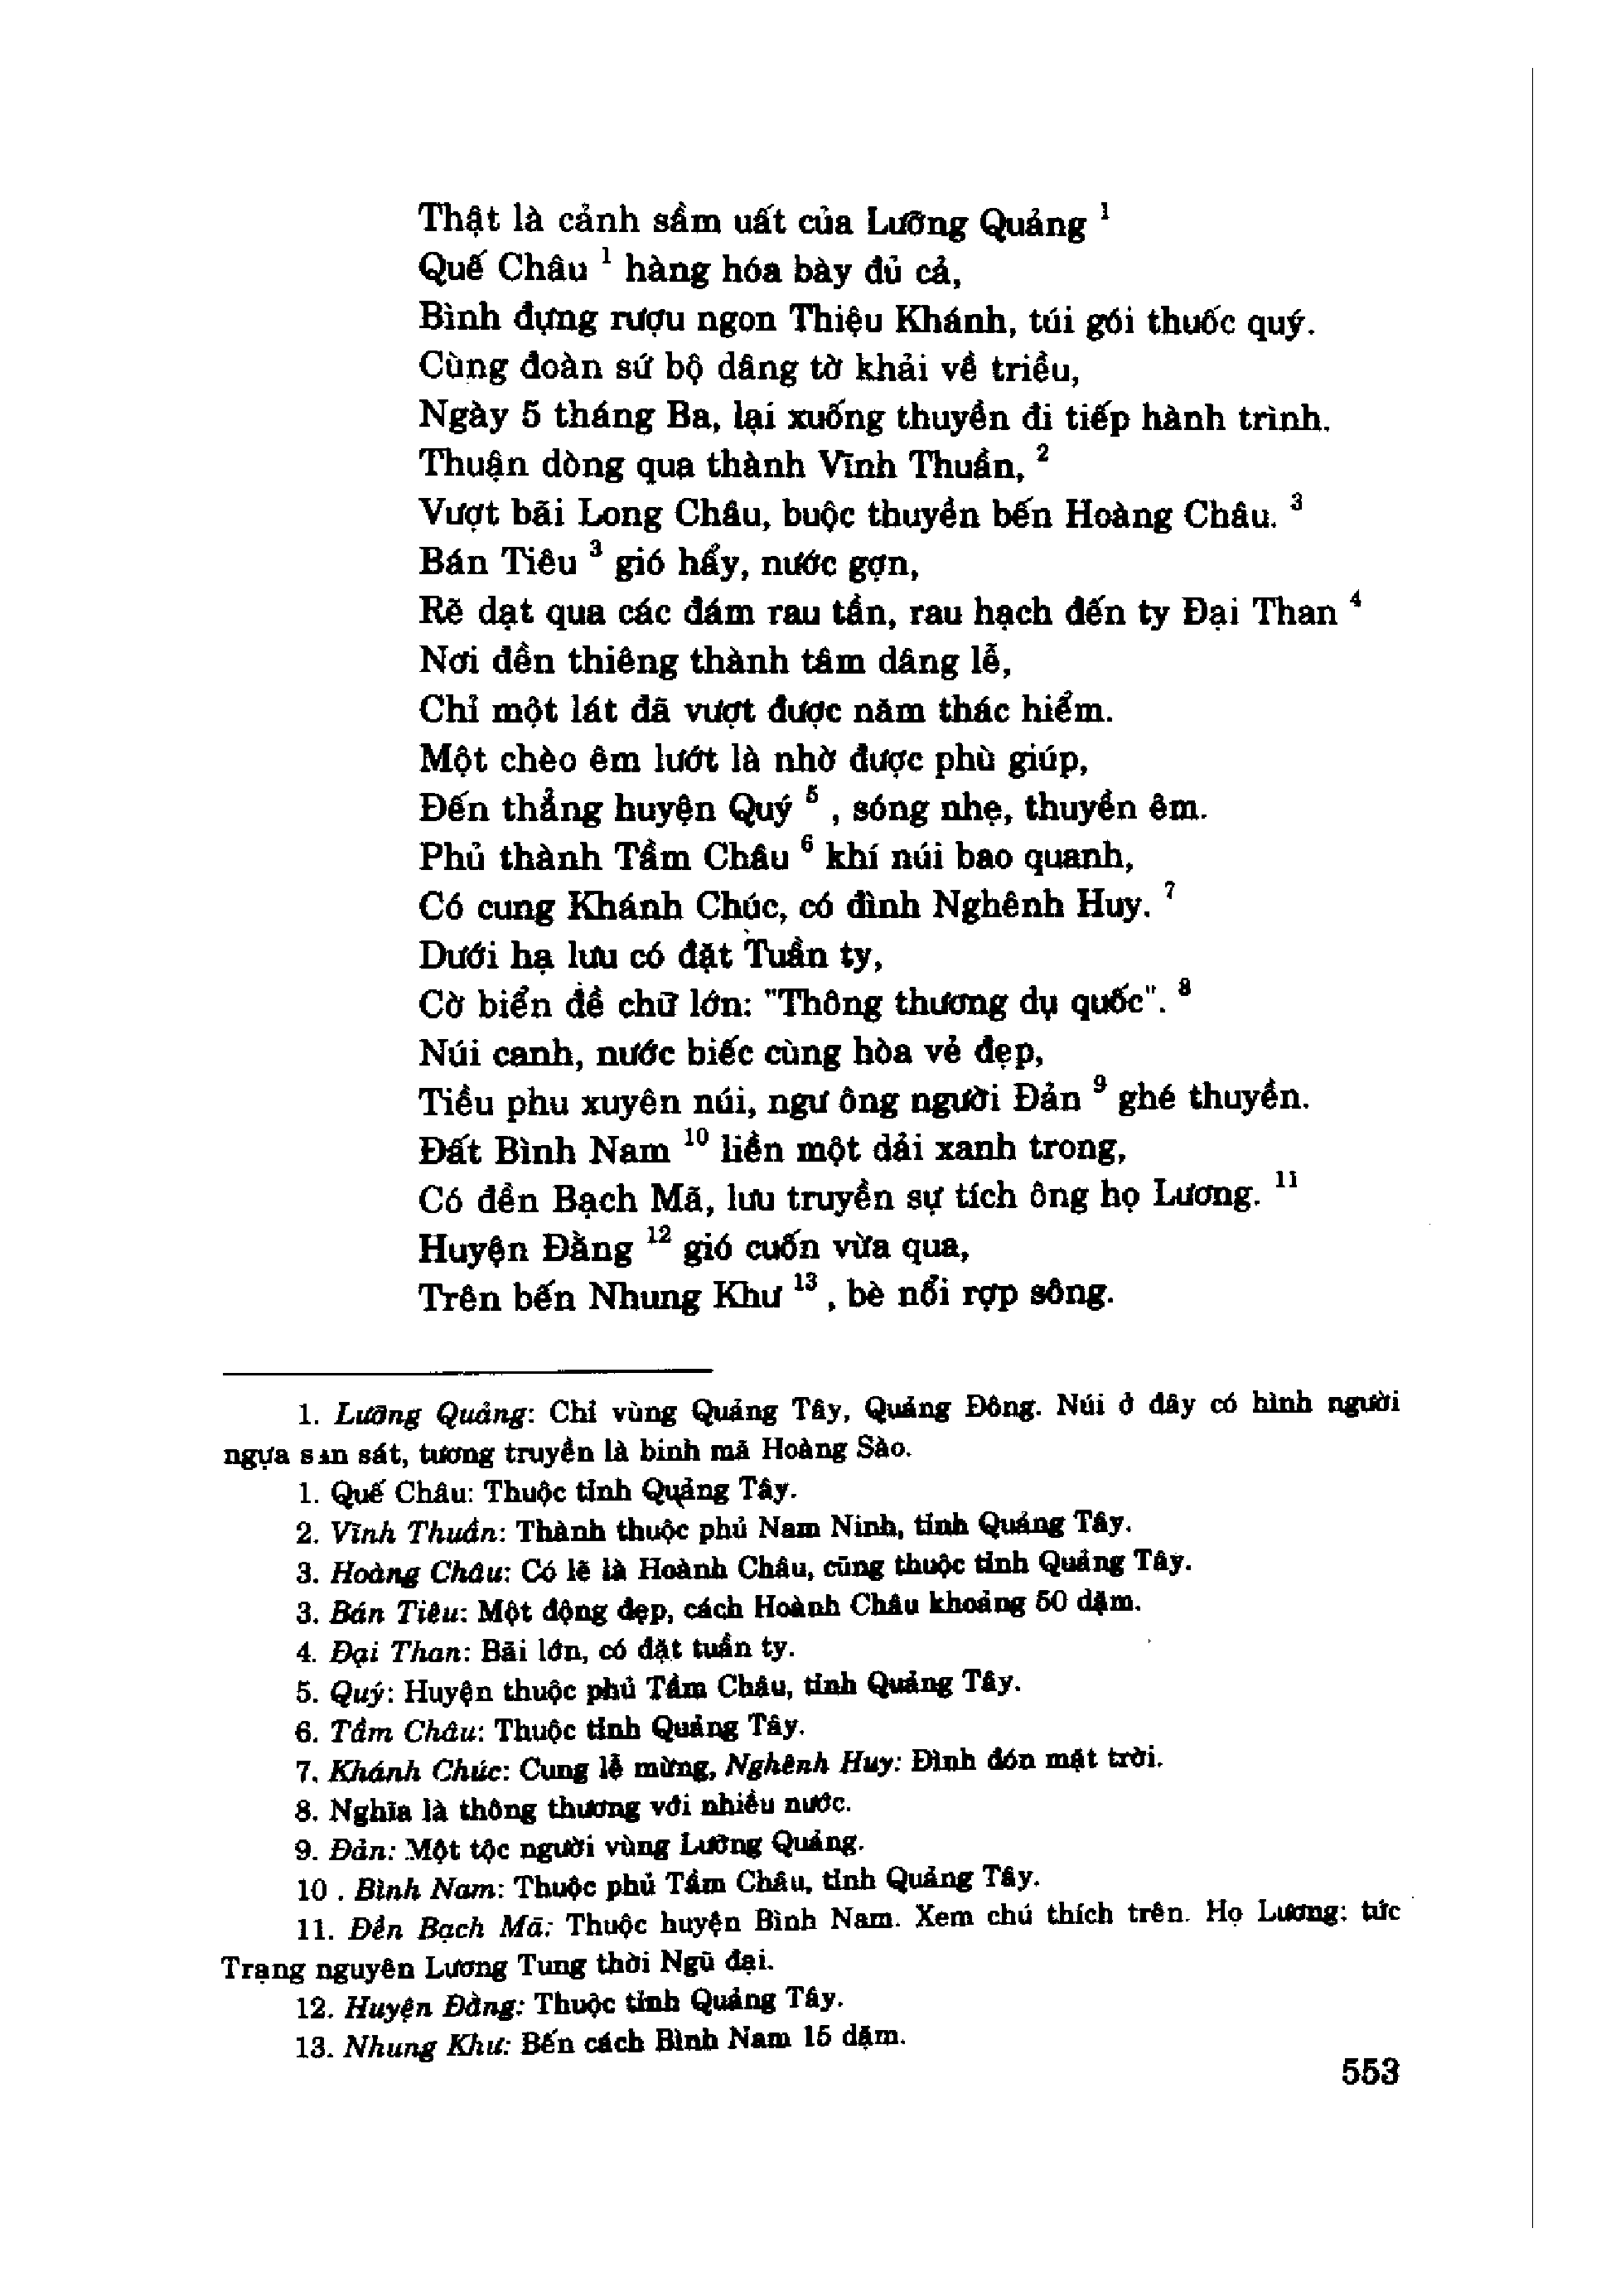 Thật là cảnh sầm uất của Lưỡng Quảng ¹
Quế Châu ¹ hàng hóa bày đủ cả,
Bình đựng rượu ngon Thiệu Khánh, túi gói thuốc quý.
Cùng đoàn sứ bộ dâng tờ khải về triều,
Ngày 5 tháng Ba, lại xuống thuyền đi tiếp hành trình.
Thuận dòng qua thành Vĩnh Thuần, ²
Vượt bãi Long Châu, buộc thuyền bến Hoàng Châu. ³
Bán Tiêu ³ gió hẩy, nước gợn,
Rẽ dạt qua các đám rau tần, rau hạch đến ty Đại Than ⁴
Nơi đền thiêng thành tâm dâng lễ,
Chỉ một lát đã vượt được năm thác hiểm.
Một chèo êm lướt là nhờ được phù giúp,
Đến thẳng huyện Quý ⁵ , sóng nhẹ, thuyền êm.
Phủ thành Tầm Châu ⁶ khí núi bao quanh,
Có cung Khánh Chúc, có đình Nghênh Huy. ⁷
Dưới hạ lưu có đặt Tuần ty,
Cờ biển đề chữ lớn: "Thông thương dụ quốc". ⁸
Núi canh, nước biếc cùng hòa vẻ đẹp,
Tiều phu xuyên núi, ngư ông người Đản ⁹ ghé thuyền.
Đất Bình Nam ¹⁰ liền một dải xanh trong,
Có đền Bạch Mã, lưu truyền sự tích ông họ Lương. ¹¹
Huyện Đằng ¹² gió cuốn vừa qua,
Trên bến Nhung Khư ¹³ , bè nổi rợp sông.
1. Lưỡng Quảng: Chỉ vùng Quảng Tây, Quảng Đông. Núi ở đây có hình người
ngựa san sát, tương truyền là binh mã Hoàng Sào.
1. Quế Châu: Thuộc tỉnh Quảng Tây.
2. Vĩnh Thuần: Thành thuộc phủ Nam Ninh, tỉnh Quảng Tây.
3. Hoàng Châu: Có lẽ là Hoành Châu, cũng thuộc tỉnh Quảng Tây.
3. Bán Tiêu: Một động đẹp, cách Hoành Châu khoảng 50 dặm.
4. Đại Than: Bãi lớn, có đặt tuần ty.
5. Quý: Huyện thuộc phủ Tầm Châu, tỉnh Quảng Tây.
6. Tầm Châu: Thuộc tỉnh Quảng Tây.
7. Khánh Chúc: Cung lễ mừng, Nghênh Huy: Đình đón mặt trời.
8. Nghĩa là thông thương với nhiều nước.
9. Đản: Một tộc người vùng Lưỡng Quảng.
10 . Bình Nam: Thuộc phủ Tầm Châu, tỉnh Quảng Tây.
11. Đền Bạch Mã: Thuộc huyện Bình Nam. Xem chú thích trên. Họ Lương: tức
Trạng nguyên Lương Tung thời Ngũ đại.
12. Huyện Đằng: Thuộc tỉnh Quảng Tây.
13. Nhung Khư: Bến cách Bình Nam 15 dặm.
553